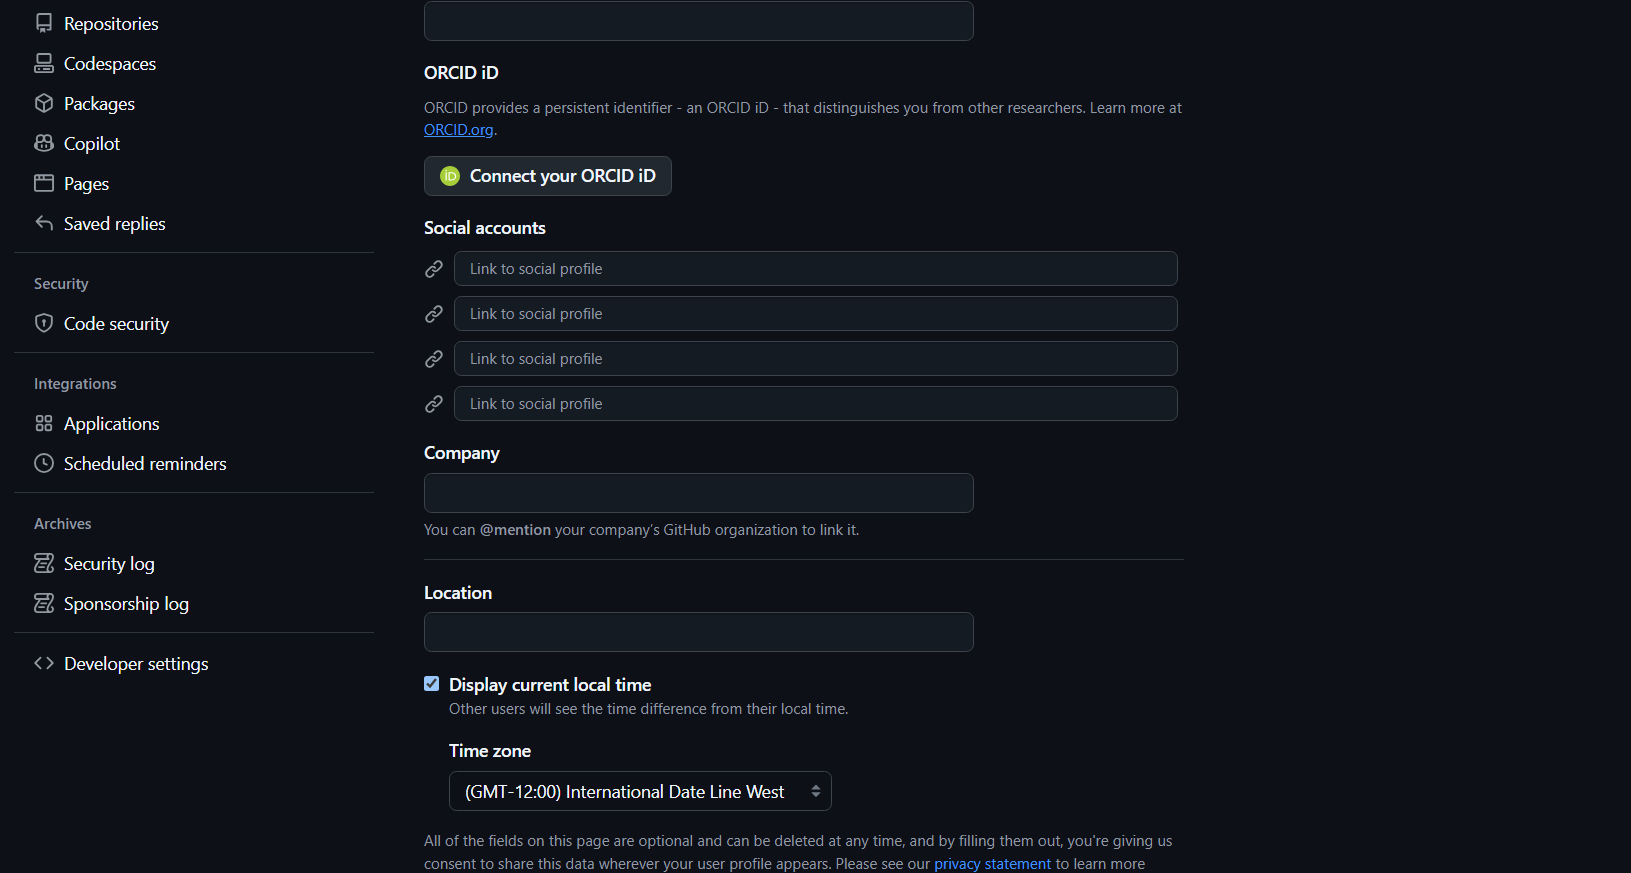 Repositories
Codespaces
Packages
Copilot
Pages
Saved replies
Security
Code security
Integrations
Applications
Scheduled reminders
Archives
Security log
Sponsorship log
Developer settings
ORCID iD
ORCID provides a persistent identifier - an ORCID iD - that distinguishes you from other researchers. Learn more at
ORCID.org.
iD Connect your ORCID iD
Social accounts
Link to social profile
Link to social profile
Link to social profile
Link to social profile
Company
You can @mention your company's GitHub organization to link it.
Location
Display current local time
Other users will see the time difference from their local time.
Time zone
(GMT-12:00) International Date Line West
All of the fields on this page are optional and can be deleted at any time, and by filling them out, you're giving us
consent to share this data wherever your user profile appears. Please see our privacy statement to learn more